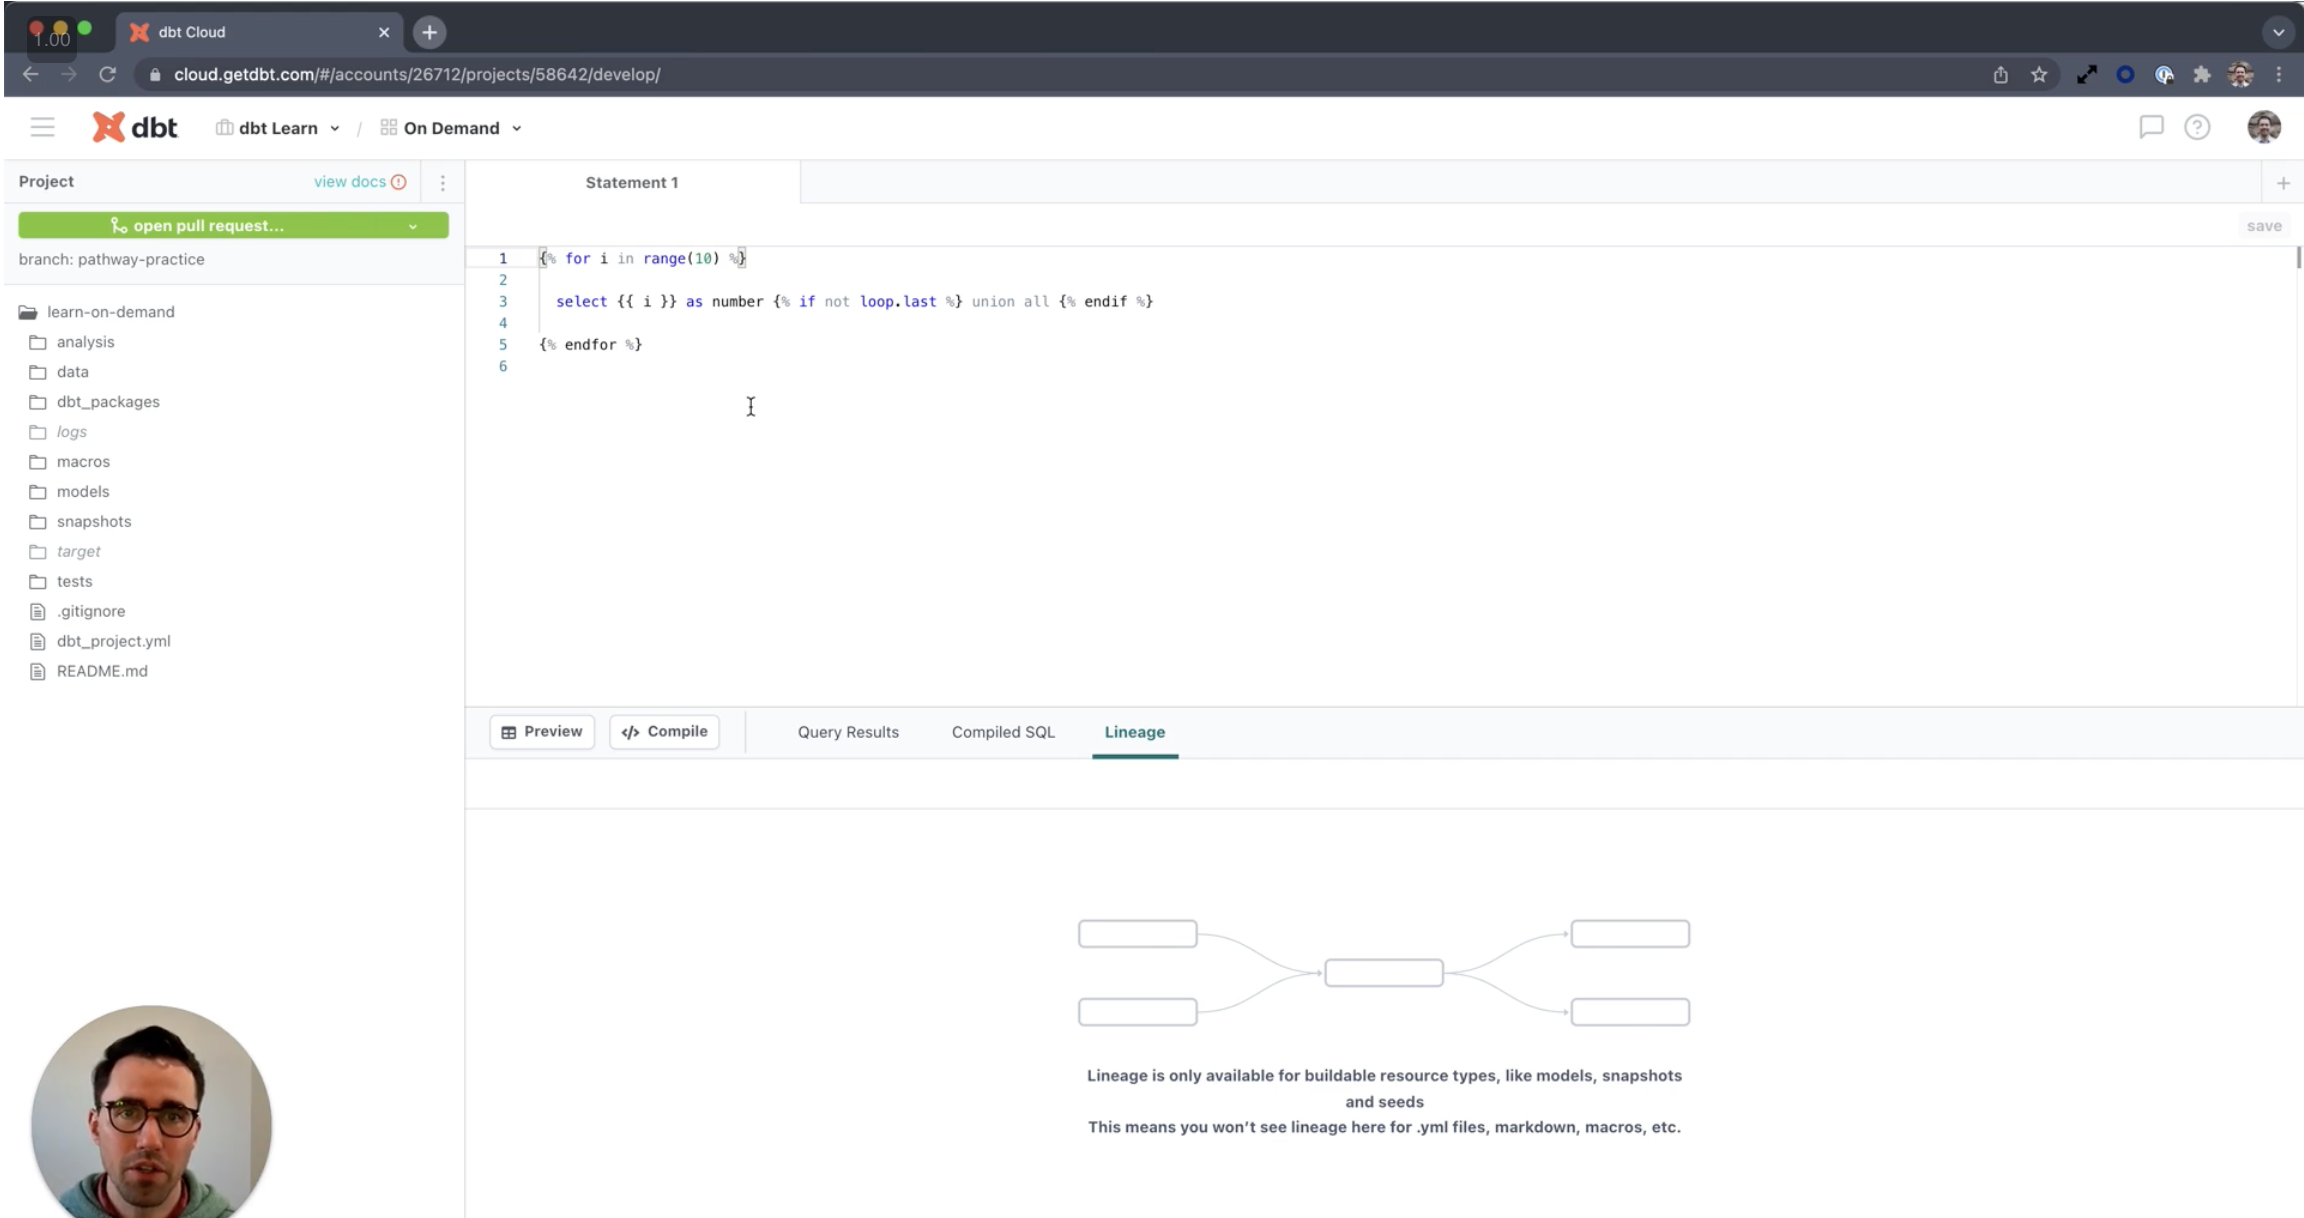 1.00
dbt Cloud
cloud.getdbt.com/#/accounts/26712/projects/58642/develop/
dbt
dbt Learn / On Demand
Project
view docs
open pull request...
branch: pathway-practice
learn-on-demand
analysis
data
dbt_packages
logs
macros
models
snapshots
target
tests
.gitignore
dbt_project.yml
README.md
Statement 1
save
1 {% for i in range(10) %}
2
3 select {{ i }} as number {% if not loop.last %} union all {% endif %}
4
5 {% endfor %}
6
Preview </> Compile Query Results Compiled SQL Lineage
Lineage is only available for buildable resource types, like models, snapshots
and seeds
This means you won't see lineage here for .yml files, markdown, macros, etc.